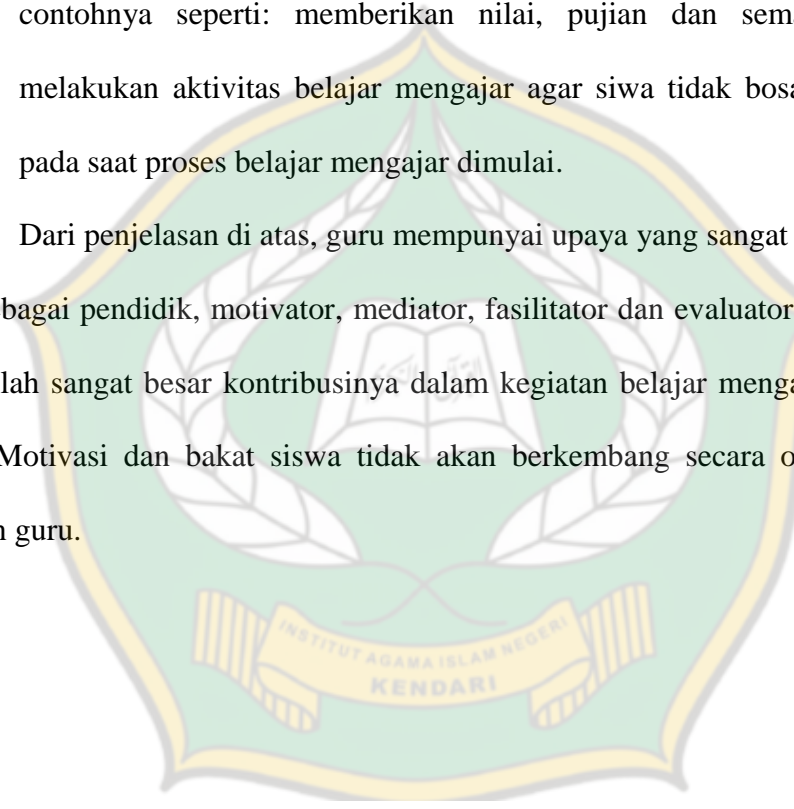 contohnya seperti: memberikan nilai, pujian dan sema
melakukan aktivitas belajar mengajar agar siwa tidak bosa
pada saat proses belajar mengajar dimulai.
Dari penjelasan di atas, guru mempunyai upaya yang sangat
bagai pendidik, motivator, mediator, fasilitator dan evaluator
lah sangat besar kontribusinya dalam kegiatan belajar menga
Motivasi dan bakat siswa tidak akan berkembang secara o
n guru.
INSTITUT AGAMA ISLAM NEGERI
KENDARI